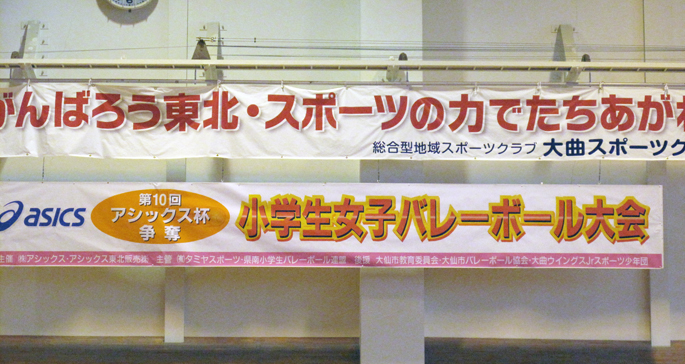 がんばろう東北・スポーツの力でたちあがれ
総合型地域スポーツクラブ 大曲スポーツク
asics
第10回
アシックス杯
争奪
小学生女子バレーボール大会
主催 ㈱アシックス・アシックス東北販売㈱ 主管 ㈲タミヤスポーツ・県南小学生バレーボール連盟 後援 大仙市教育委員会・大仙市バレーボール協会・大曲ウイングスJrスポーツ少年団